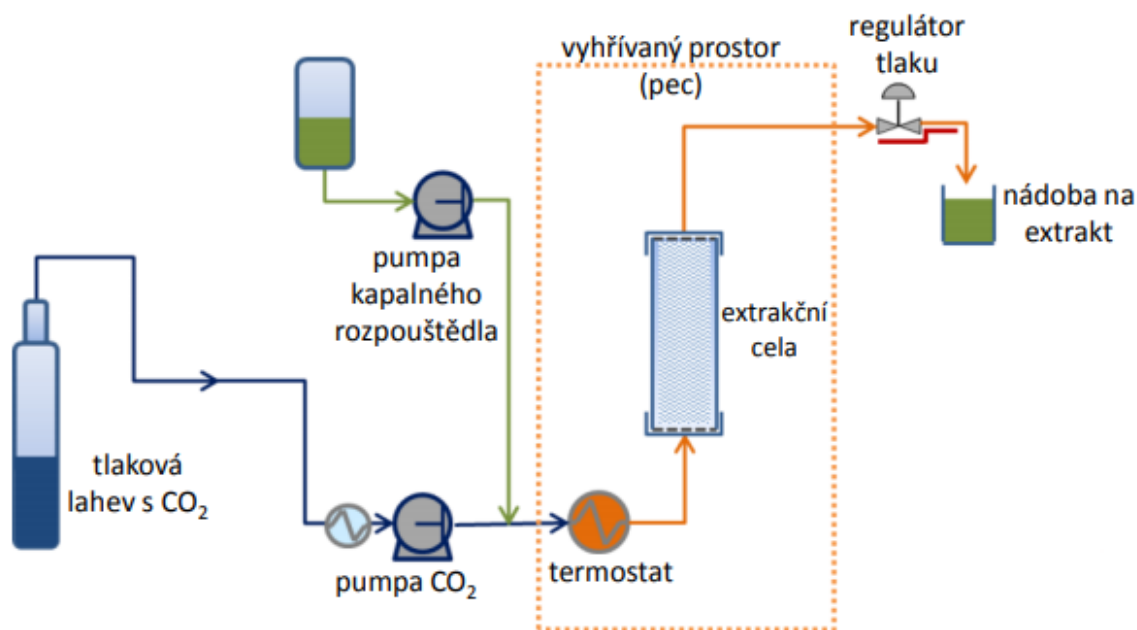 regulátor
tlaku
vyhřívaný prostor
(pec)
nádoba na
extrakt
pumpa
kapalného
rozpouštědla
extrakční
cela
tlaková
lahev s CO₂
pumpa CO₂
termostat